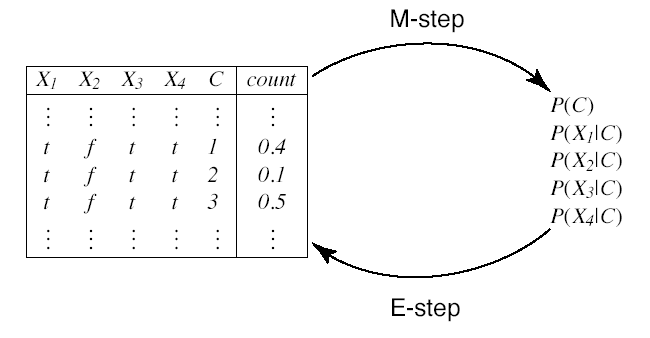 M-step
X1 X2 X3 X4 C count
⋮ ⋮ ⋮ ⋮ ⋮ ⋮
t f t t 1 0.4
t f t t 2 0.1
t f t t 3 0.5
⋮ ⋮ ⋮ ⋮ ⋮ ⋮
P(C)
P(X1|C)
P(X2|C)
P(X3|C)
P(X4|C)
E-step